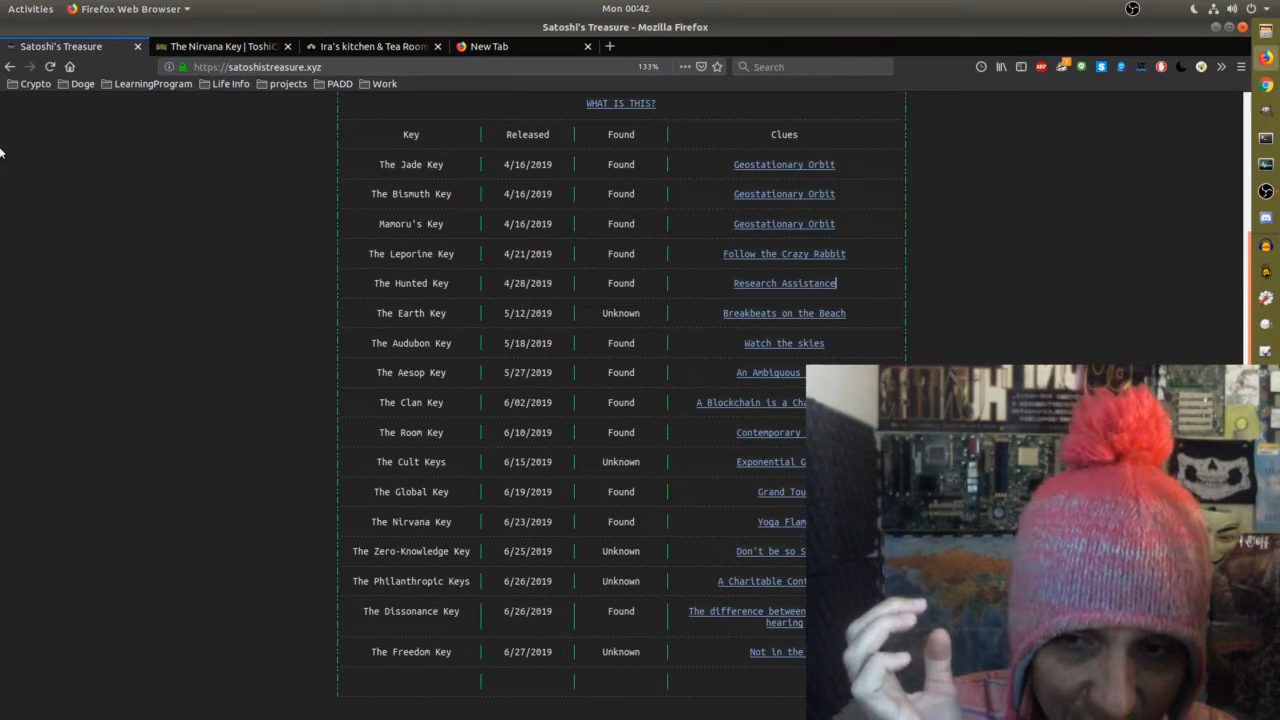 Activities Firefox Web Browser Mon 00:42
Satoshi's Treasure - Mozilla Firefox
Satoshi's Treasure The Nirvana Key | ToshiC Ira's kitchen & Tea Room New Tab
https://satoshistreasure.xyz 133% Search
Crypto Doge LearningProgram Life Info projects PADD Work
WHAT IS THIS?
Key Released Found Clues
The Jade Key 4/16/2019 Found Geostationary Orbit
The Bismuth Key 4/16/2019 Found Geostationary Orbit
Mamoru's Key 4/16/2019 Found Geostationary Orbit
The Leporine Key 4/21/2019 Found Follow the Crazy Rabbit
The Hunted Key 4/28/2019 Found Research Assistance
The Earth Key 5/12/2019 Unknown Breakbeats on the Beach
The Audubon Key 5/18/2019 Found Watch the skies
The Aesop Key 5/27/2019 Found An Ambiguous
The Clan Key 6/02/2019 Found A Blockchain is a Cha
The Room Key 6/10/2019 Found Contemporary
The Cult Keys 6/15/2019 Unknown Exponential G
The Global Key 6/19/2019 Found Grand Tou
The Nirvana Key 6/23/2019 Found Yoga Flam
The Zero-Knowledge Key 6/25/2019 Unknown Don't be so S
The Philanthropic Keys 6/26/2019 Unknown A Charitable Cont
The Dissonance Key 6/26/2019 Found The difference between
hearing
The Freedom Key 6/27/2019 Unknown Not in the